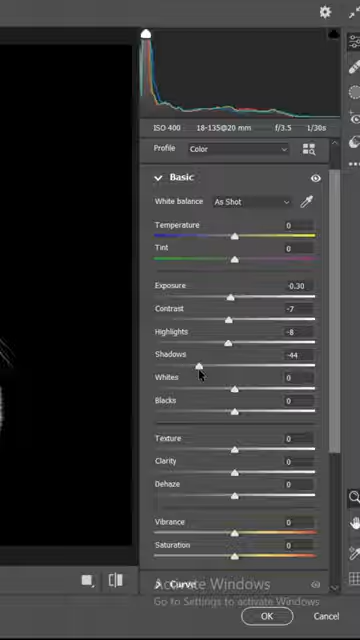 ISO 400 18-135@20 mm f/3.5 1/30s
Profile Color
Basic
White balance As Shot
Temperature 0
Tint 0
Exposure -0.30
Contrast -7
Highlights -8
Shadows -44
Whites 0
Blacks 0
Texture 0
Clarity 0
Dehaze 0
Vibrance 0
Saturation 0
Curve
Activate Windows
Go to Settings to activate Windows
OK Cancel